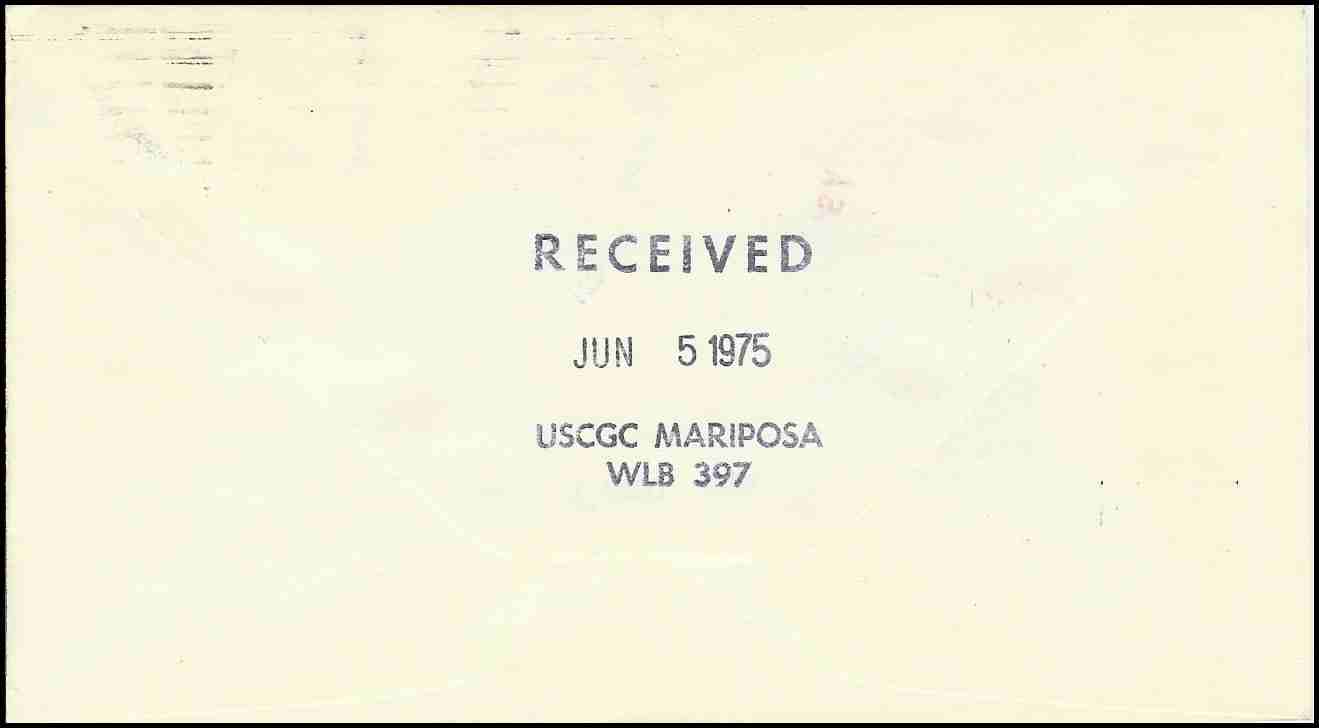 RECEIVED
JUN 5 1975
USCGC MARIPOSA
WLB 397